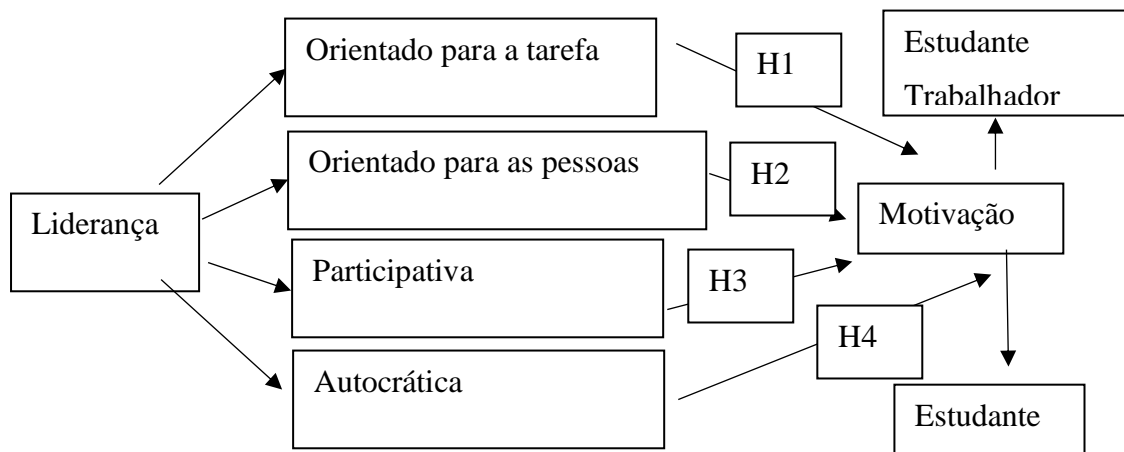 Orientado para a tarefa
H1
Estudante
Trabalhador
Orientado para as pessoas
H2
Liderança
Motivação
Participativa
H3
H4
Autocrática
Estudante